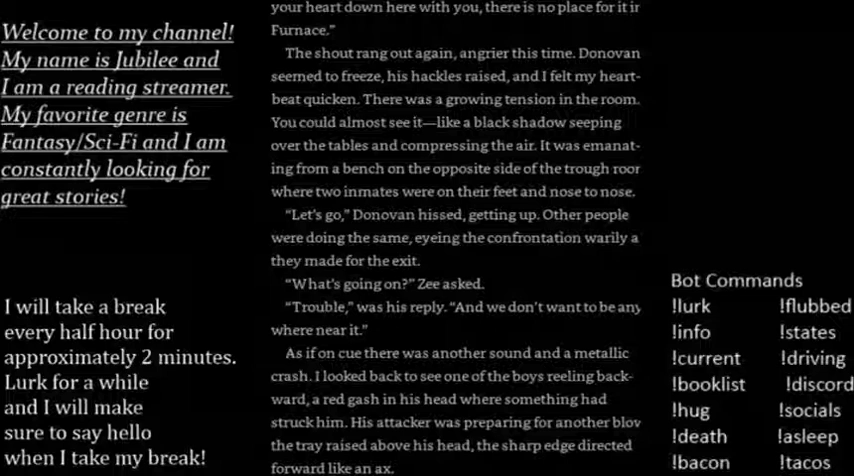 Welcome to my channel!
My name is Jubilee and
I am a reading streamer.
My favorite genre is
Fantasy/Sci-Fi and I am
constantly looking for
great stories!
I will take a break
every half hour for
approximately 2 minutes.
Lurk for a while
and I will make
sure to say hello
when I take my break!
your heart down here with you, there is no place for it in
Furnace.”
The shout rang out again, angrier this time. Donovan
seemed to freeze, his hackles raised, and I felt my heart-
beat quicken. There was a growing tension in the room.
You could almost see it—like a black shadow seeping
over the tables and compressing the air. It was emanat-
ing from a bench on the opposite side of the trough room
where two inmates were on their feet and nose to nose.
“Let’s go,” Donovan hissed, getting up. Other people
were doing the same, eyeing the confrontation warily a
they made for the exit.
“What’s going on?” Zee asked.
“Trouble,” was his reply. “And we don’t want to be any
where near it.”
As if on cue there was another sound and a metallic
crash. I looked back to see one of the boys reeling back-
ward, a red gash in his head where something had
struck him. His attacker was preparing for another blow
the tray raised above his head, the sharp edge directed
forward like an ax.
Bot Commands
!lurk !flubbed
!info !states
!current !driving
!booklist !discord
!hug !socials
!death !asleep
!bacon !tacos